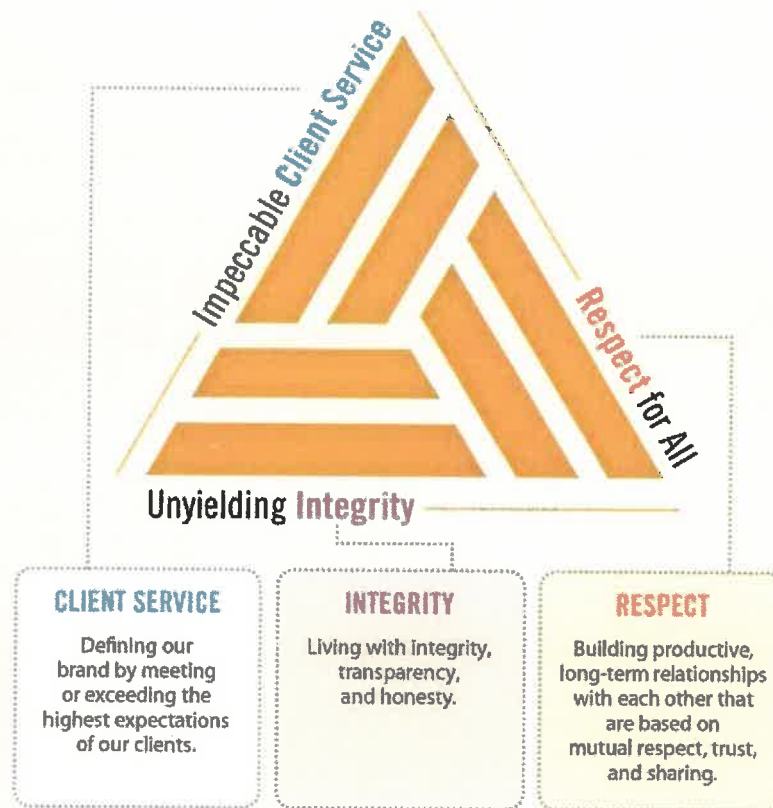 Impeccable Client Service
Respect for All
Unyielding Integrity
CLIENT SERVICE
Defining our
brand by meeting
or exceeding the
highest expectations
of our clients.
INTEGRITY
Living with integrity,
transparency,
and honesty.
RESPECT
Building productive,
long-term relationships
with each other that
are based on
mutual respect, trust,
and sharing.